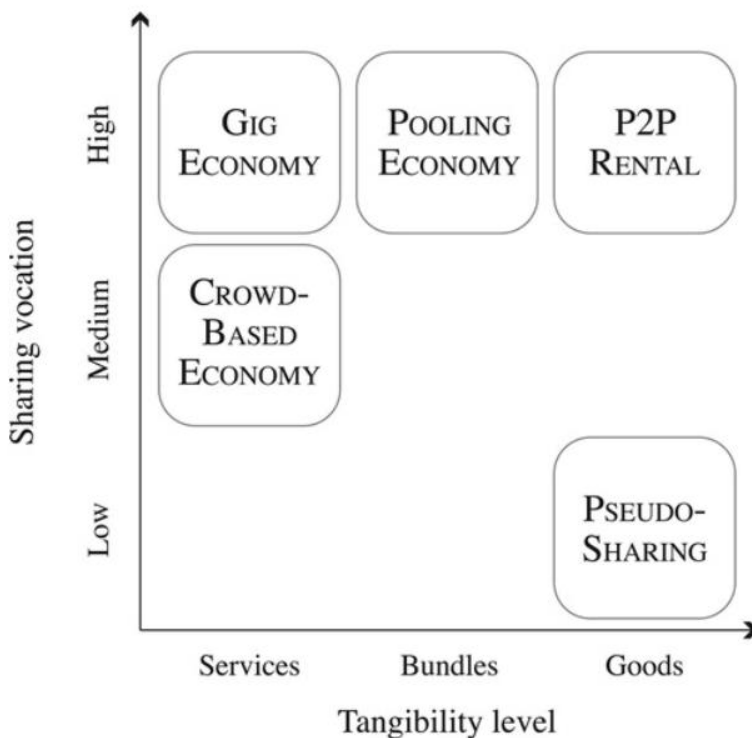 High
GIG
ECONOMY
POOLING
ECONOMY
P2P
RENTAL
Sharing vocation
Medium
CROWD-
BASED
ECONOMY
Low
PSEUDO-
SHARING
Services
Bundles
Goods
Tangibility level